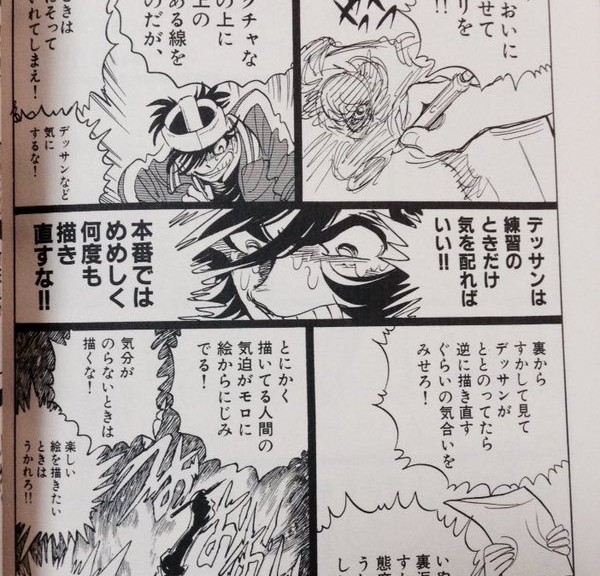 おいに
せて
リを
!!
クチャな
の上に
上の
ある線を
のだが、
ときは
にそって
れてしまえ!
デッサンなど
気に
するな!
デッサンは
練習の
ときだけ
気を配れば
いい!!
本番では
めめしく
何度も
描き
直すな!!
裏から
すかして見て
デッサンが
ととのってたら
逆に描き直す
ぐらいの気合いを
みせろ!
とにかく
描いてる人間の
気迫がモロに
絵からにじみ
でる!
気分が
のらないときは
描くな!
楽しい
絵を描きたい
ときは
うかれろ!!
裏返
態度